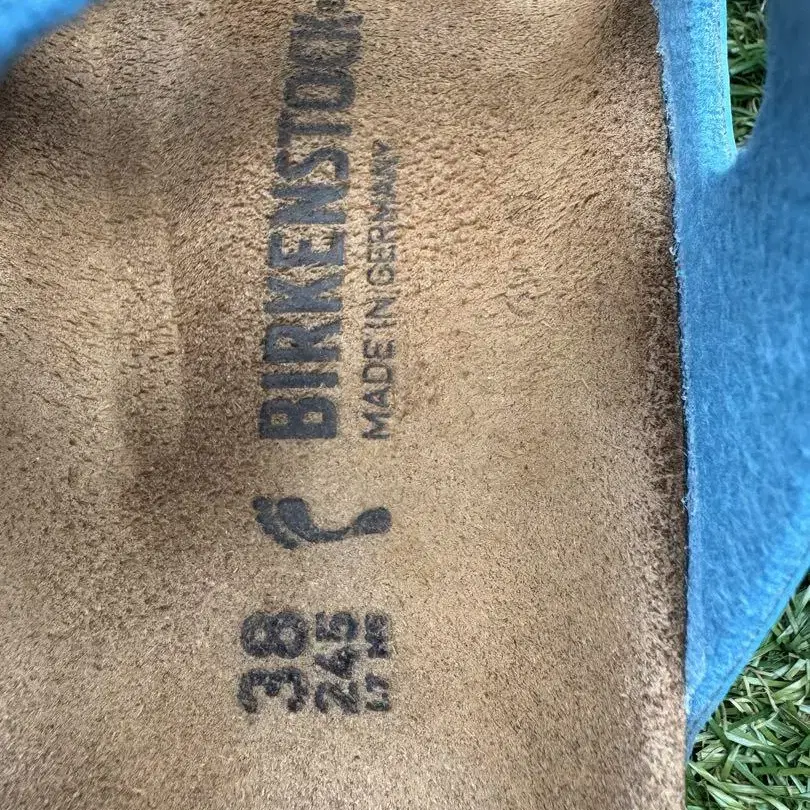 BIRKENSTOCK
MADE IN GERMANY
38
245
L7 M5